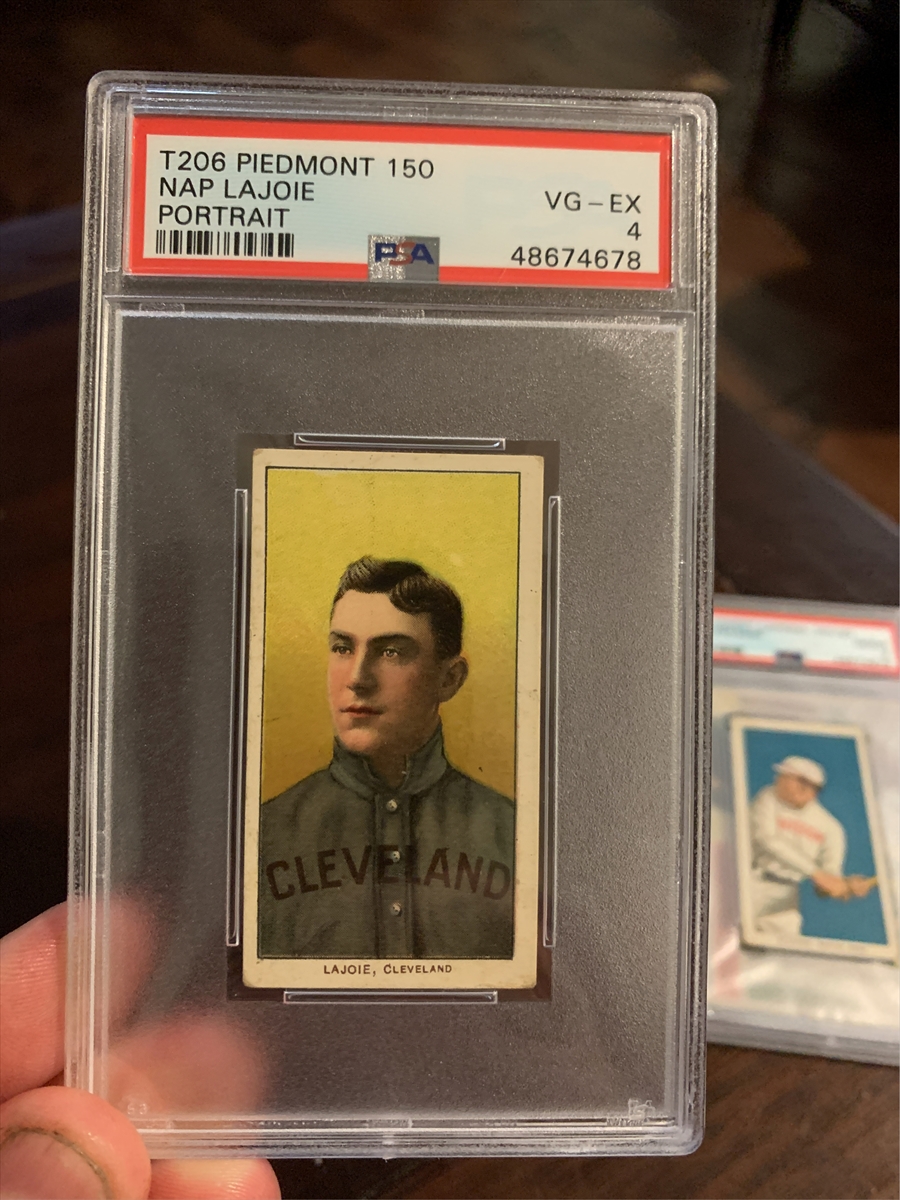 T206 PIEDMONT 150
NAP LAJOIE
PORTRAIT
VG-EX
4
PSA
48674678
CLEVELAND
LAJOIE, CLEVELAND